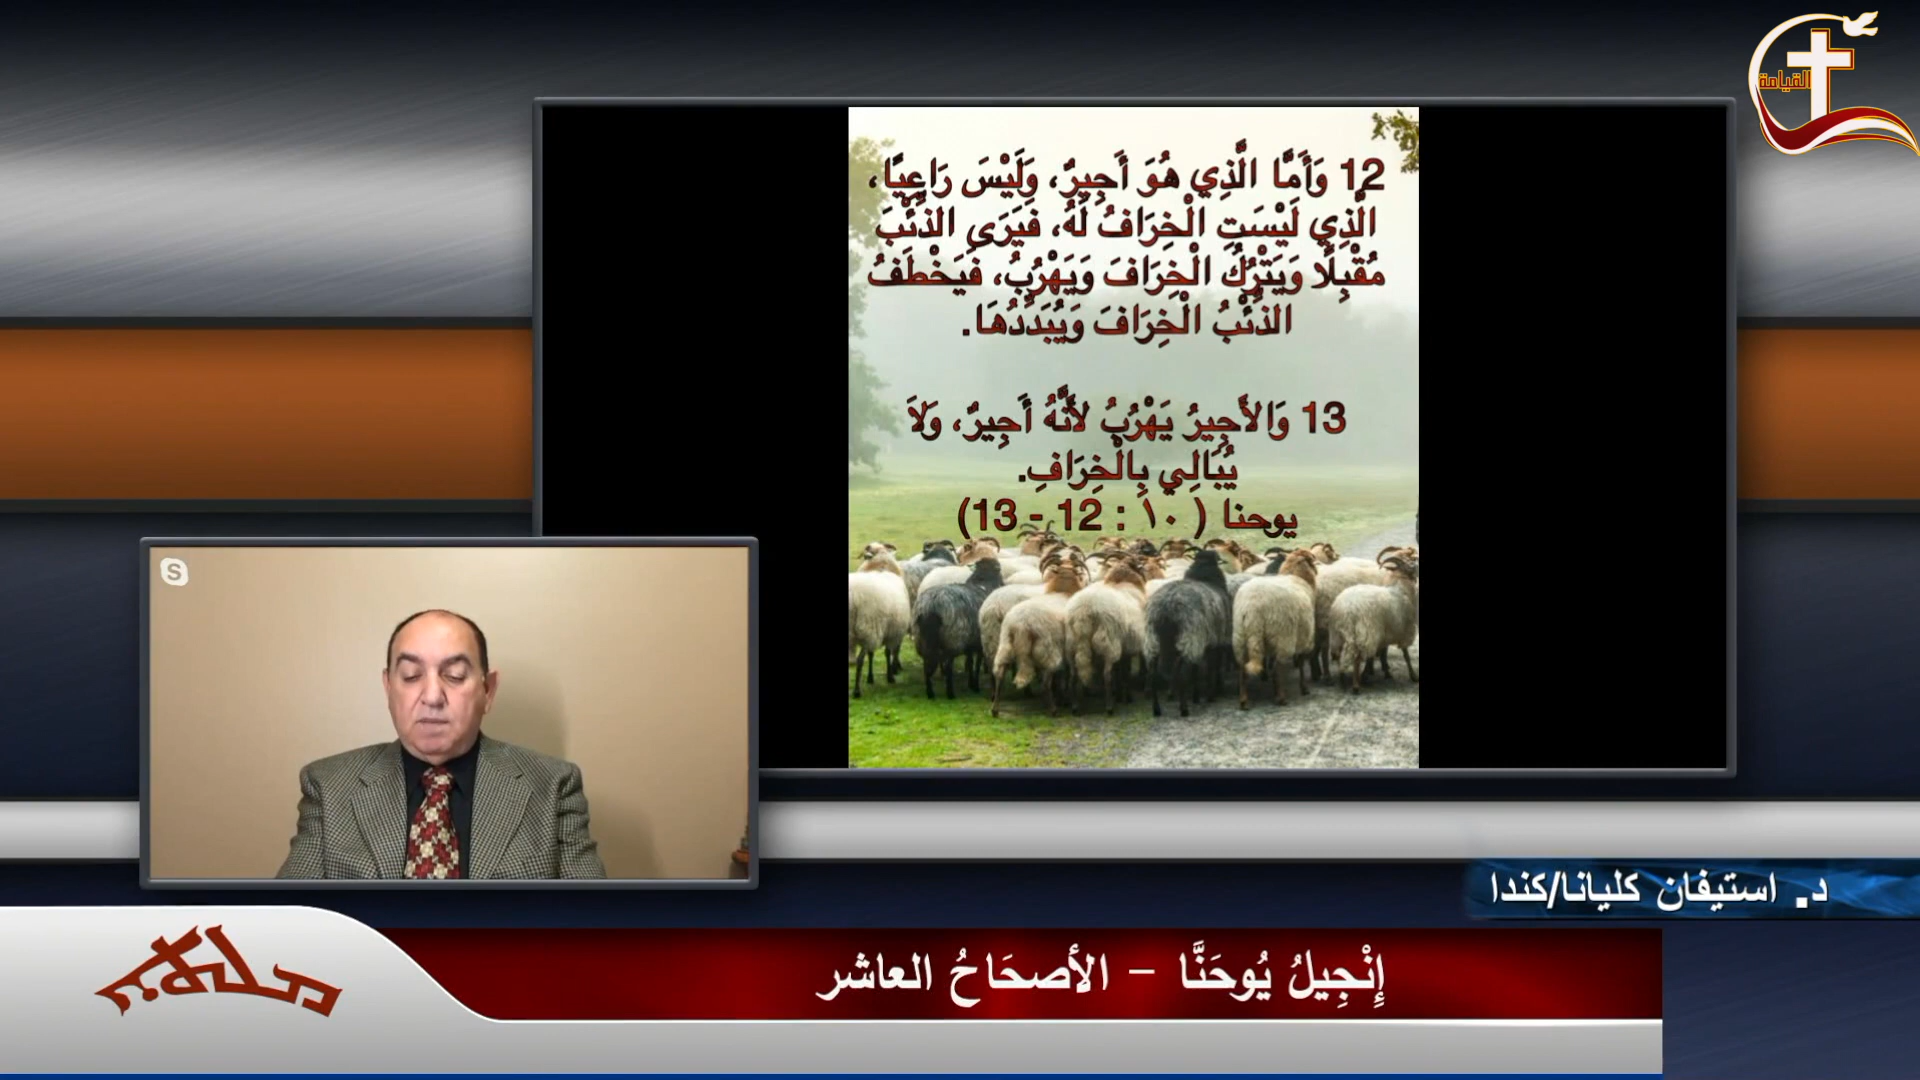 القيامة
12 وَأَمَّا الَّذِي هُوَ أَجِيرٌ، وَلَيْسَ رَاعِيًا،
الَّذِي لَيْسَتِ الْخِرَافُ لَهُ، فَيَرَى الذِّئْبَ
مُقْبِلًا وَيَتْرُكُ الْخِرَافَ وَيَهْرُبُ، فَيَخْطَفُ
الذِّئْبُ الْخِرَافَ وَيُبَدِّدُهَا.
13 وَالأَجِيرُ يَهْرُبُ لأَنَّهُ أَجِيرٌ، وَلاَ
يُبَالِي بِالْخِرَافِ.
يوحنا ( ١٠ : 12 - 13)
S
د. استيفان كليانا/كندا
إِنْجِيلُ يُوحَنَّا – الأصحَاحُ العاشر